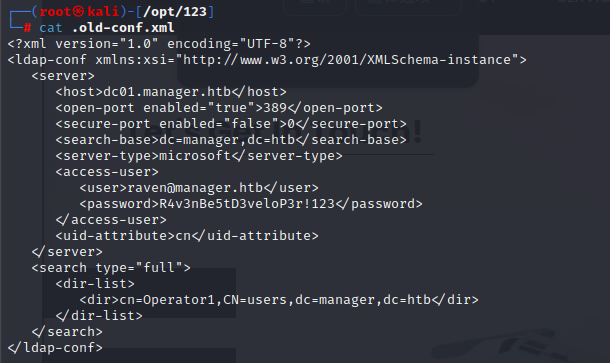 ┌──(root㉿kali)-[/opt/123]
└─# cat .old-conf.xml
<?xml version="1.0" encoding="UTF-8"?>
<ldap-conf xmlns:xsi="http://www.w3.org/2001/XMLSchema-instance">
   <server>
      <host>dc01.manager.htb</host>
      <open-port enabled="true">389</open-port>
      <secure-port enabled="false">0</secure-port>
      <search-base>dc=manager,dc=htb</search-base>
      <server-type>microsoft</server-type>
      <access-user>
         <user>raven@manager.htb</user>
         <password>R4v3nBe5tD3veloP3r!123</password>
      </access-user>
      <uid-attribute>cn</uid-attribute>
   </server>
   <search type="full">
      <dir-list>
         <dir>cn=Operator1,CN=users,dc=manager,dc=htb</dir>
      </dir-list>
   </search>
</ldap-conf>